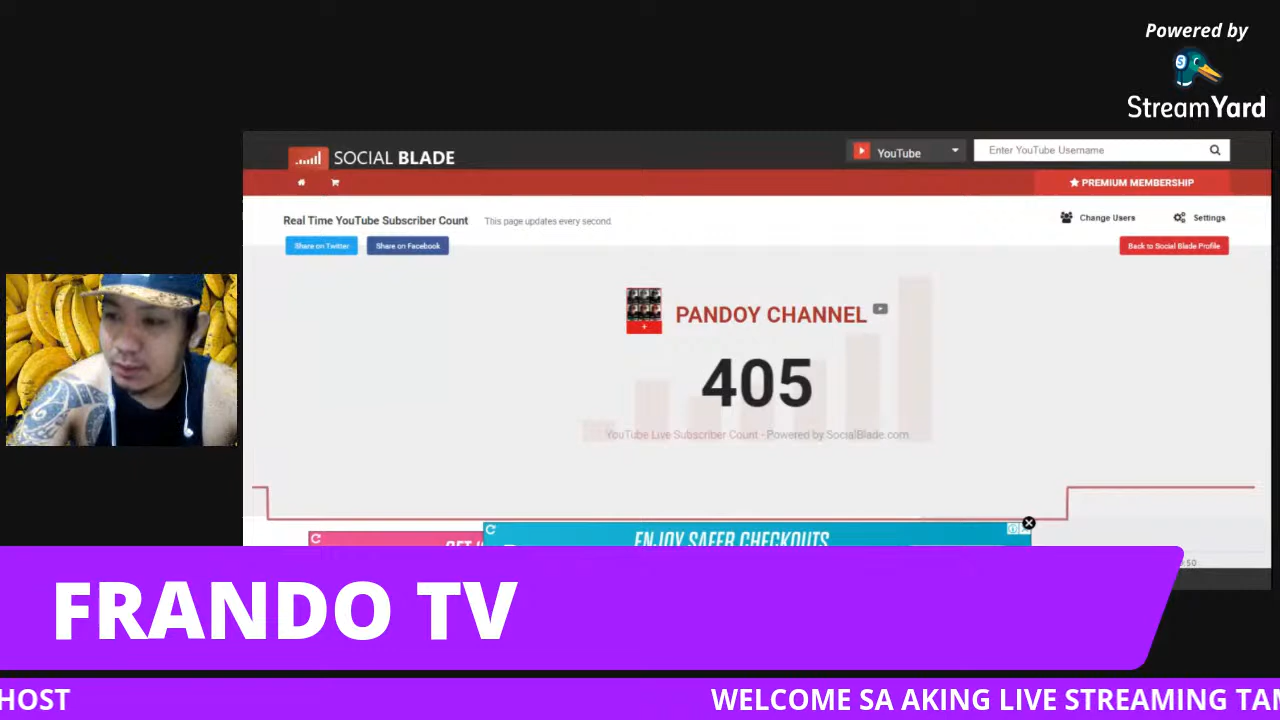 Powered by
StreamYard
SOCIAL BLADE
YouTube
Enter YouTube Username
PREMIUM MEMBERSHIP
Real Time YouTube Subscriber Count
This page updates every second.
Change Users
Settings
Share on Twitter
Share on Facebook
Back to Social Blade Profile
PANDOY CHANNEL
405
YouTube Live Subscriber Count - Powered by SocialBlade.com
ENJOY SAFER CHECKOUTS
FRANDO TV
HOST
WELCOME SA AKING LIVE STREAMING